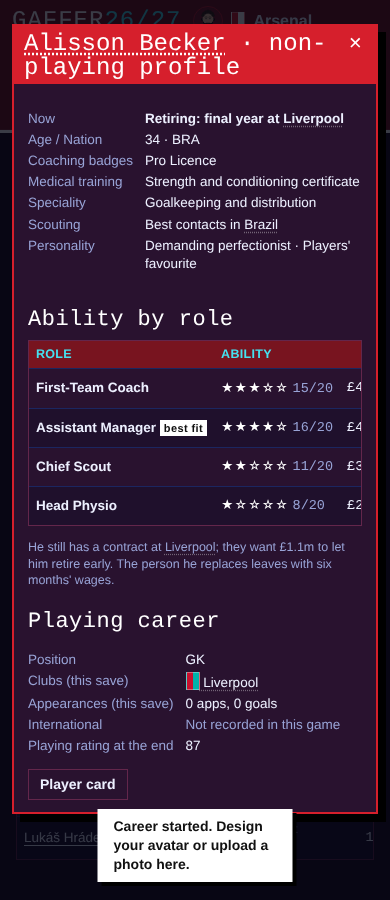 GAFFER26/27 Arsenal
Alisson Becker · non-playing profile ×
Now Retiring: final year at Liverpool
Age / Nation 34 · BRA
Coaching badges Pro Licence
Medical training Strength and conditioning certificate
Speciality Goalkeeping and distribution
Scouting Best contacts in Brazil
Personality Demanding perfectionist · Players'
favourite
Ability by role
ROLE ABILITY
First-Team Coach ★★★☆☆ 15/20 £4
Assistant Manager best fit ★★★★☆ 16/20 £4
Chief Scout ★★☆☆☆ 11/20 £3
Head Physio ★☆☆☆☆ 8/20 £2
He still has a contract at Liverpool; they want £1.1m to let
him retire early. The person he replaces leaves with six
months' wages.
Playing career
Position GK
Clubs (this save) Liverpool
Appearances (this save) 0 apps, 0 goals
International Not recorded in this game
Playing rating at the end 87
Player card
Career started. Design
your avatar or upload a
photo here.
Lukáš Hráde 1